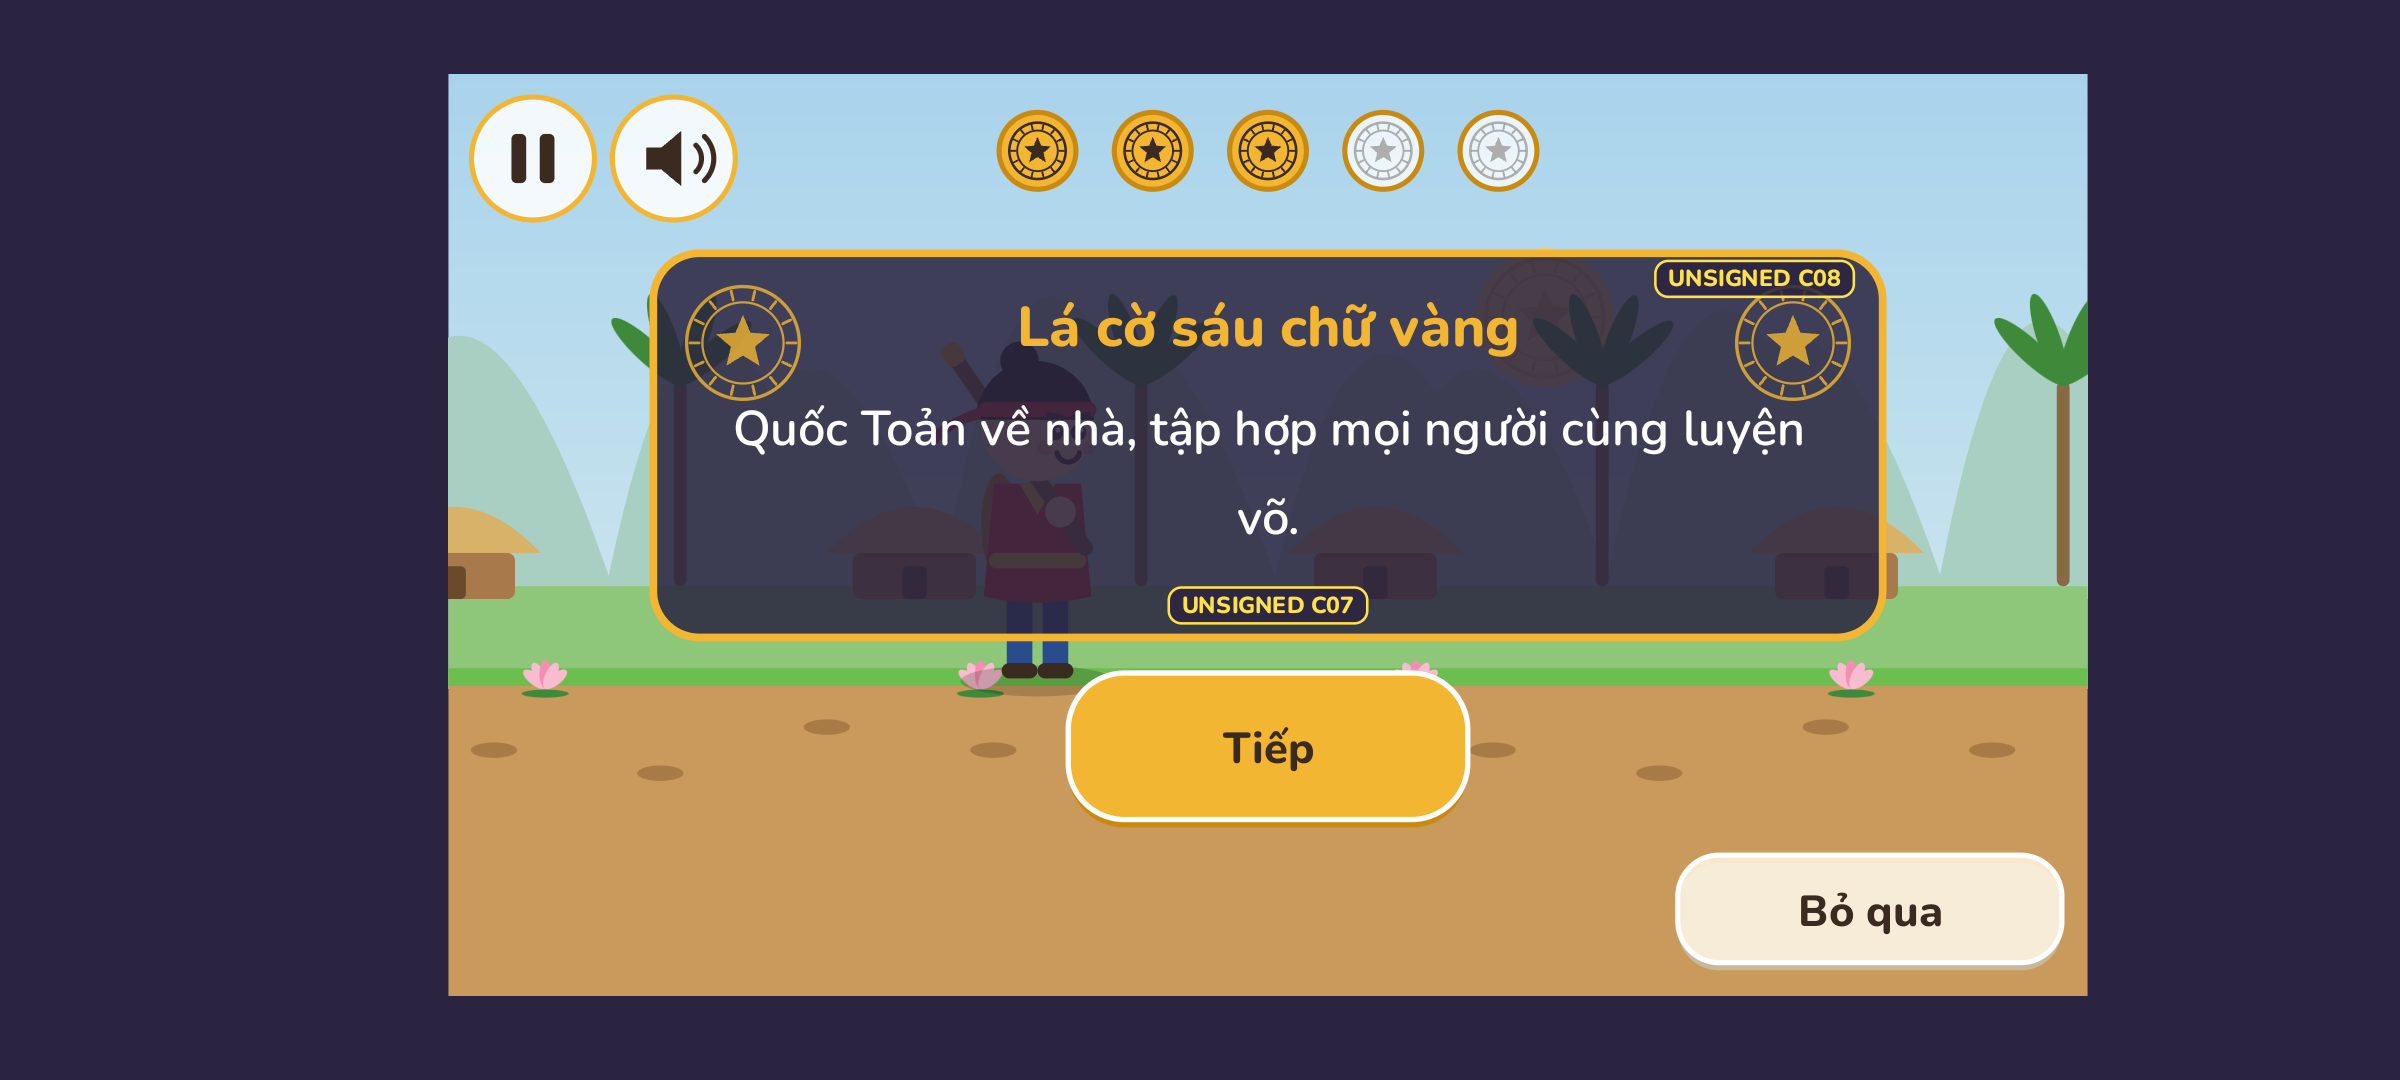 UNSIGNED C08
Lá cờ sáu chữ vàng
Quốc Toản về nhà, tập hợp mọi người cùng luyện
võ.
UNSIGNED C07
Tiếp
Bỏ qua